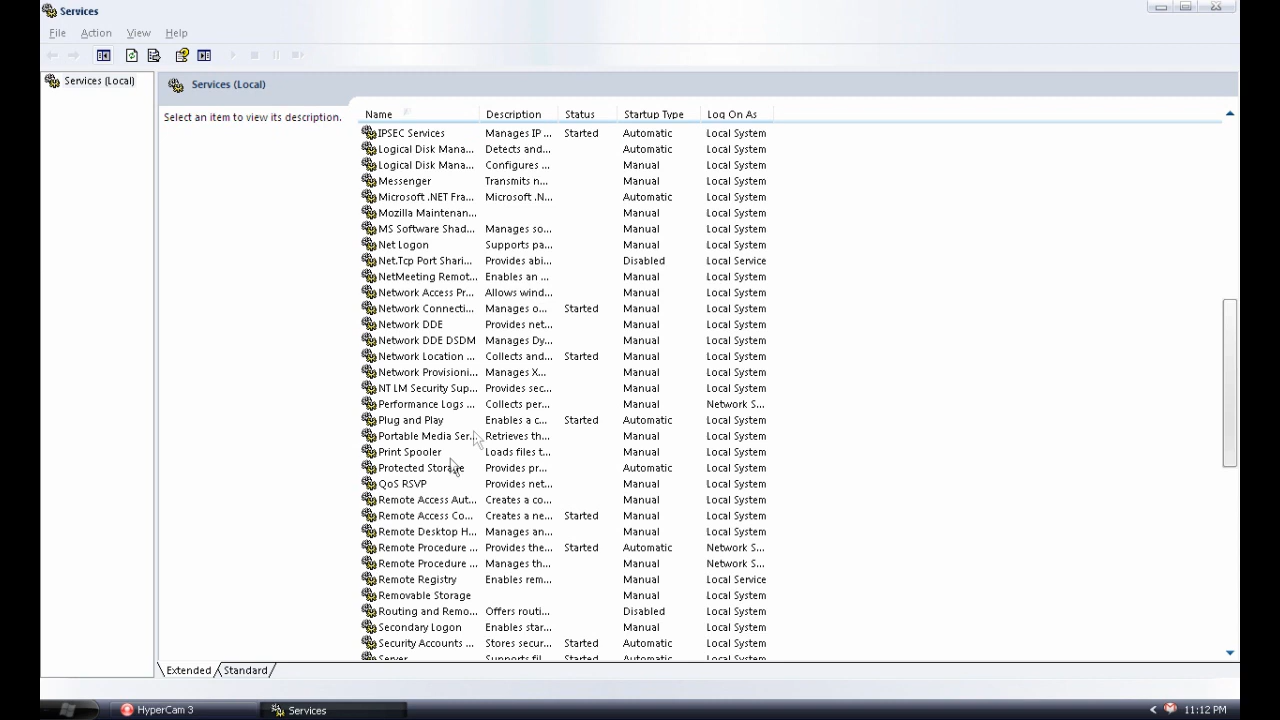 Services
File Action View Help
Services (Local)
Services (Local)
Select an item to view its description.
Name Description Status Startup Type Log On As
IPSEC Services Manages IP ... Started Automatic Local System
Logical Disk Mana... Detects and... Automatic Local System
Logical Disk Mana... Configures ... Manual Local System
Messenger Transmits n... Manual Local System
Microsoft .NET Fra... Microsoft .N... Automatic Local System
Mozilla Maintenan... Manual Local System
MS Software Shad... Manages so... Manual Local System
Net Logon Supports pa... Manual Local System
Net.Tcp Port Shari... Provides abi... Disabled Local Service
NetMeeting Remot... Enables an ... Manual Local System
Network Access Pr... Allows wind... Manual Local System
Network Connecti... Manages o... Started Manual Local System
Network DDE Provides net... Manual Local System
Network DDE DSDM Manages Dy... Manual Local System
Network Location ... Collects and... Started Manual Local System
Network Provisioni... Manages X... Manual Local System
NT LM Security Sup... Provides sec... Manual Local System
Performance Logs ... Collects per... Manual Network S...
Plug and Play Enables a c... Started Automatic Local System
Portable Media Ser... Retrieves th... Manual Local System
Print Spooler Loads files t... Manual Local System
Protected Storage Provides pr... Automatic Local System
QoS RSVP Provides net... Manual Local System
Remote Access Aut... Creates a co... Manual Local System
Remote Access Co... Creates a ne... Started Manual Local System
Remote Desktop H... Manages an... Manual Local System
Remote Procedure ... Provides the... Started Automatic Network S...
Remote Procedure ... Manages th... Manual Network S...
Remote Registry Enables rem... Manual Local Service
Removable Storage Manual Local System
Routing and Remo... Offers routi... Disabled Local System
Secondary Logon Enables star... Manual Local System
Security Accounts ... Stores secur... Started Automatic Local System
Server Supports fil... Started Automatic Local System
Extended Standard
HyperCam 3 Services 11:12 PM